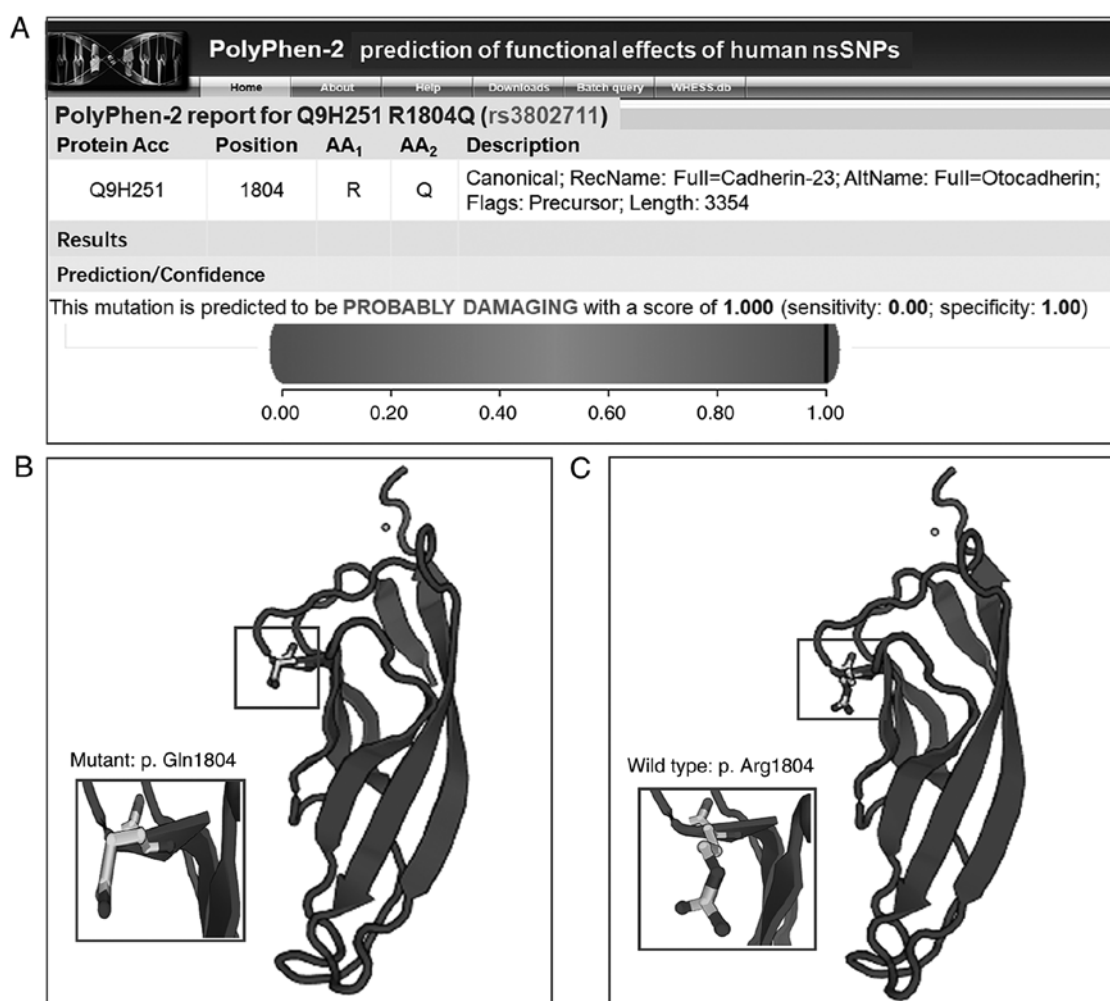 A
PolyPhen-2 prediction of functional effects of human nsSNPs
Home About Help Downloads Batch query WHESS.db
PolyPhen-2 report for Q9H251 R1804Q (rs3802711)
Protein Acc Position AA1 AA2 Description
Q9H251 1804 R Q Canonical; RecName: Full=Cadherin-23; AltName: Full=Otocadherin;
Flags: Precursor; Length: 3354
Results
Prediction/Confidence
This mutation is predicted to be PROBABLY DAMAGING with a score of 1.000 (sensitivity: 0.00; specificity: 1.00)
0.00 0.20 0.40 0.60 0.80 1.00
B
Mutant: p. Gln1804
C
Wild type: p. Arg1804